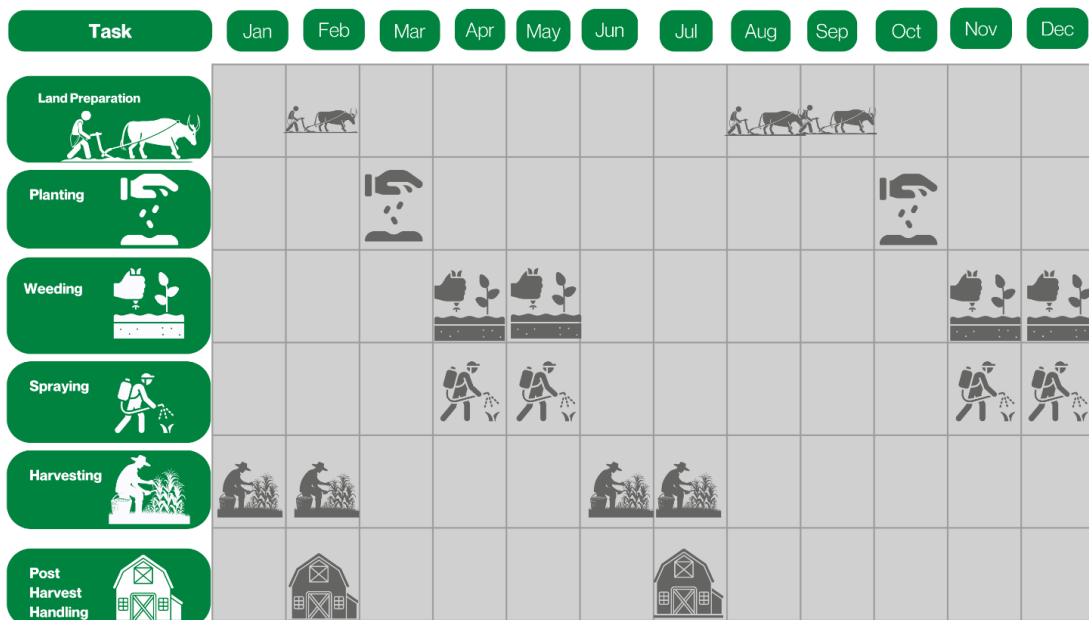 Task Jan Feb Mar Apr May Jun Jul Aug Sep Oct Nov Dec
Land Preparation
Planting
Weeding
Spraying
Harvesting
Post
Harvest
Handling